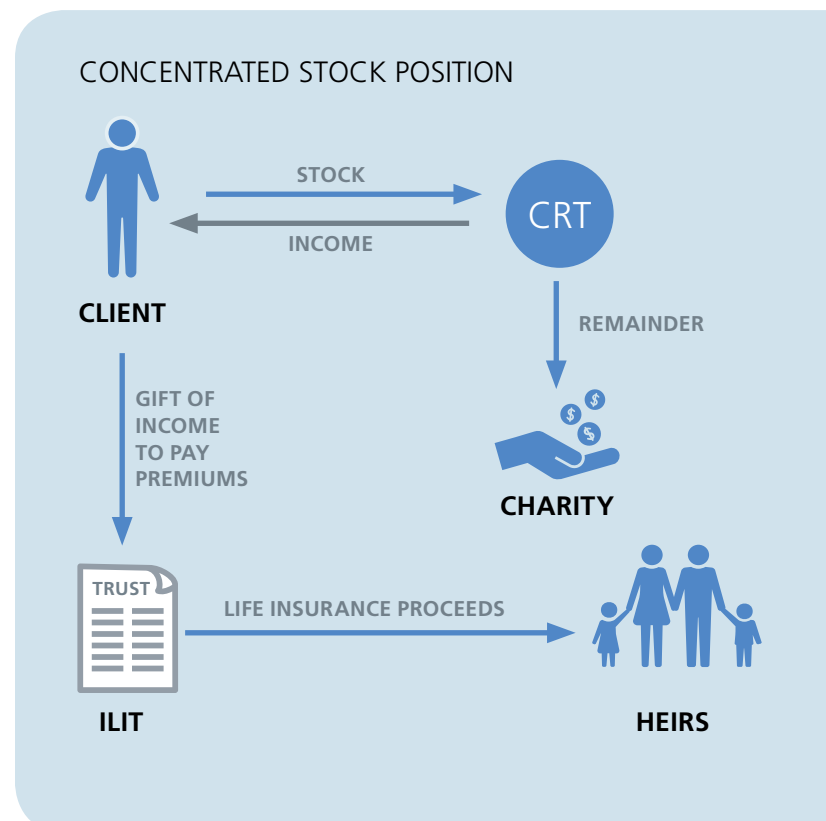 CONCENTRATED STOCK POSITION
STOCK
CRT
INCOME
CLIENT
REMAINDER
GIFT OF
INCOME
TO PAY
PREMIUMS
$
$
$
CHARITY
TRUST
LIFE INSURANCE PROCEEDS
ILIT
HEIRS